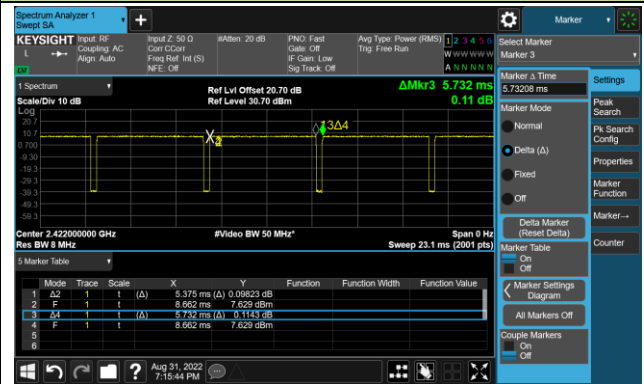 Spectrum Analyzer 1
Swept SA
Marker
KEYSIGHT
Input: RF
Coupling: AC
Align: Auto
Input Z: 50 Ω
Corr CCorr
Freq Ref: Int (S)
NFE: Off
#Atten: 20 dB
PNO: Fast
Gate: Off
IF Gain: Low
Sig Track: Off
Avg Type: Power (RMS)
Trig: Free Run
1 2 3 4 5 6
W W W W W W
A N N N N N
L
1 Spectrum
Scale/Div 10 dB
Ref Lvl Offset 20.70 dB
Ref Level 30.70 dBm
ΔMkr3 5.732 ms
0.11 dB
Log
20.7
10.7
0.700
-9.30
-19.3
-29.3
-39.3
-49.3
-59.3
3Δ4
Center 2.422000000 GHz
Res BW 8 MHz
#Video BW 50 MHz*
Span 0 Hz
Sweep 23.1 ms (2001 pts)
5 Marker Table
Mode Trace Scale X Y Function Function Width Function Value
1 Δ2 1 t (Δ) 5.375 ms (Δ) 0.09823 dB
2 F 1 t 8.662 ms 7.629 dBm
3 Δ4 1 t (Δ) 5.732 ms (Δ) 0.1143 dB
4 F 1 t 8.662 ms 7.629 dBm
5
6
Aug 31, 2022
7:15:44 PM
Select Marker
Marker 3
Marker Δ Time
5.73208 ms
Marker Mode
Normal
Delta (Δ)
Fixed
Off
Delta Marker
(Reset Delta)
Marker Table
On
Off
Marker Settings
Diagram
All Markers Off
Couple Markers
On
Off
Settings
Peak
Search
Pk Search
Config
Properties
Marker
Function
Marker→
Counter